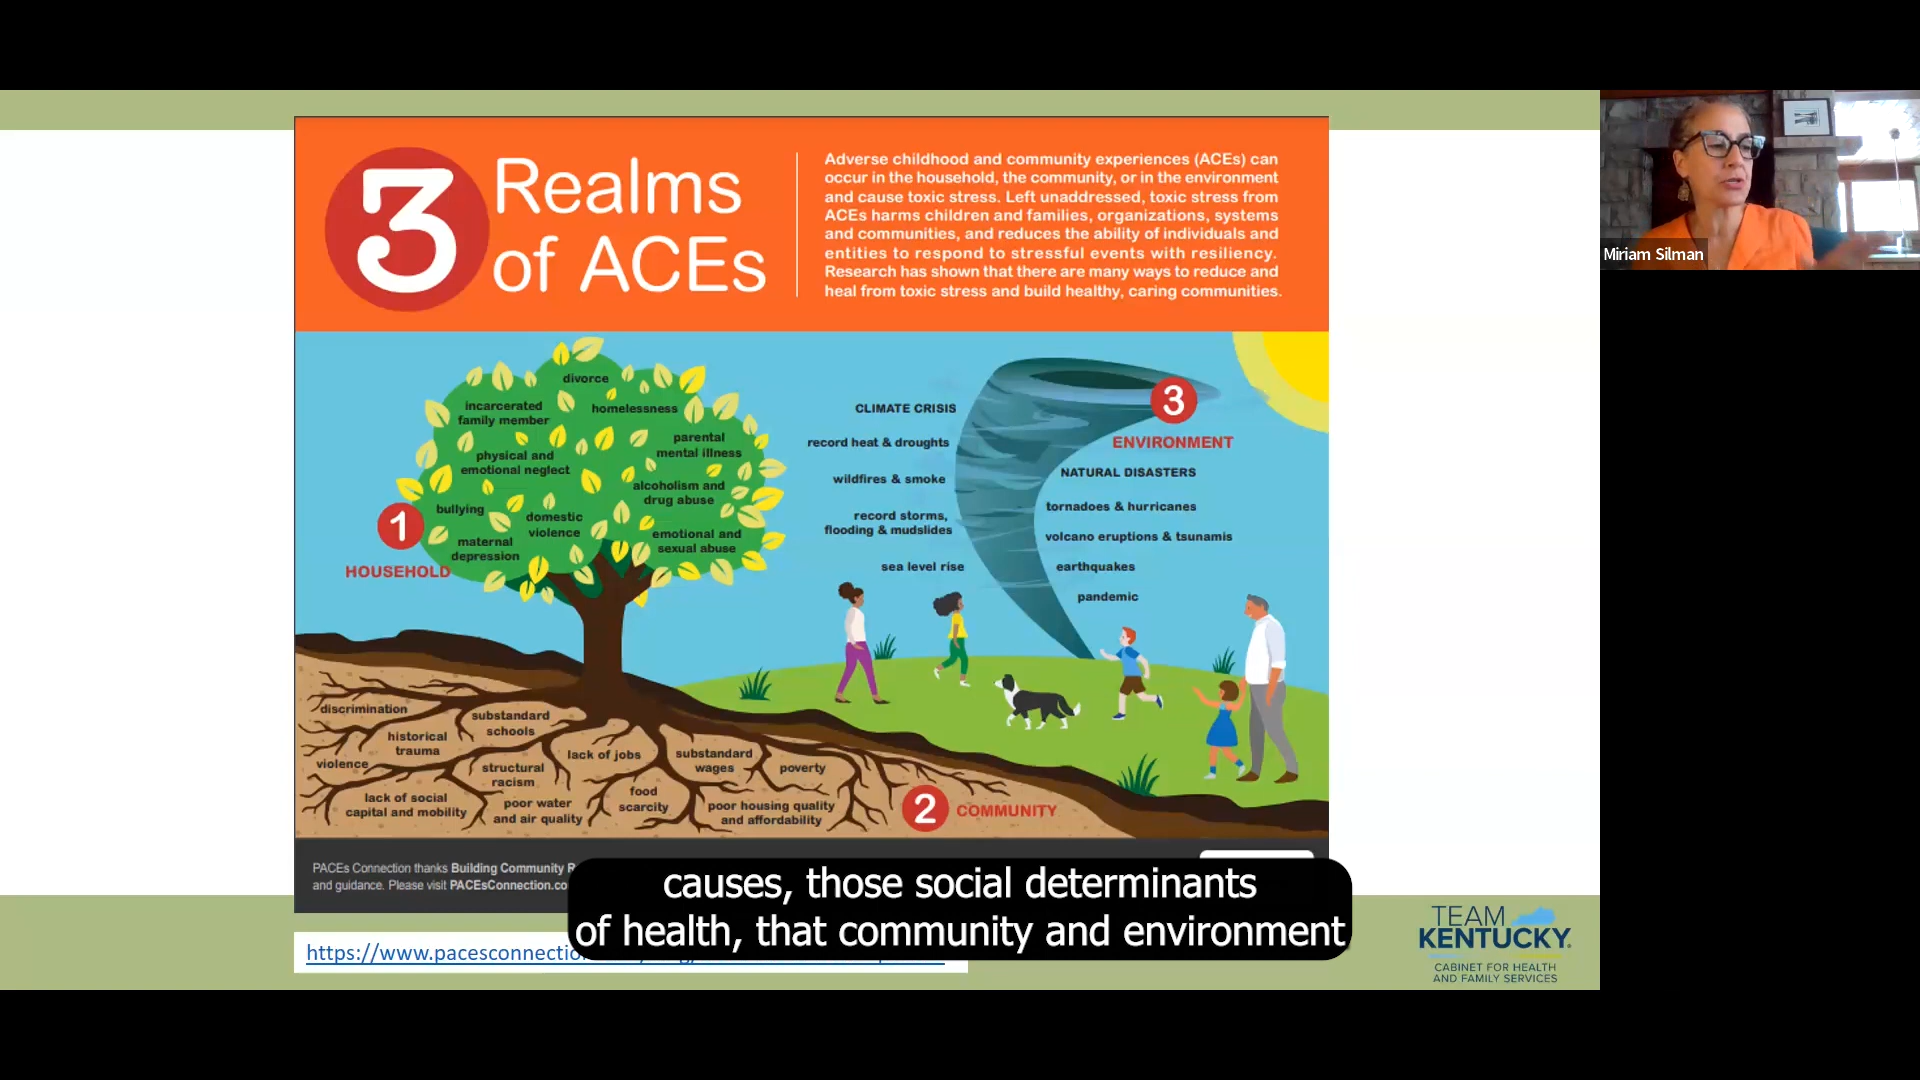 3 Realms
of ACEs
Adverse childhood and community experiences (ACEs) can
occur in the household, the community, or in the environment
and cause toxic stress. Left unaddressed, toxic stress from
ACEs harms children and families, organizations, systems
and communities, and reduces the ability of individuals and
entities to respond to stressful events with resiliency.
Research has shown that there are many ways to reduce and
heal from toxic stress and build healthy, caring communities.
Miriam Silman
1
HOUSEHOLD
divorce
incarcerated
family member
homelessness
parental
mental illness
physical and
emotional neglect
alcoholism and
drug abuse
bullying
domestic
violence
emotional and
sexual abuse
maternal
depression
CLIMATE CRISIS
record heat & droughts
wildfires & smoke
record storms,
flooding & mudslides
sea level rise
3
ENVIRONMENT
NATURAL DISASTERS
tornadoes & hurricanes
volcano eruptions & tsunamis
earthquakes
pandemic
discrimination
substandard
schools
historical
trauma
lack of jobs
substandard
wages
violence
structural
racism
poverty
lack of social
capital and mobility
poor water
and air quality
food
scarcity
poor housing quality
and affordability
2
COMMUNITY
PACEs Connection thanks Building Community
and guidance. Please visit
causes, those social determinants
of health, that community and environment
TEAM
KENTUCKY.
CABINET FOR HEALTH
AND FAMILY SERVICES